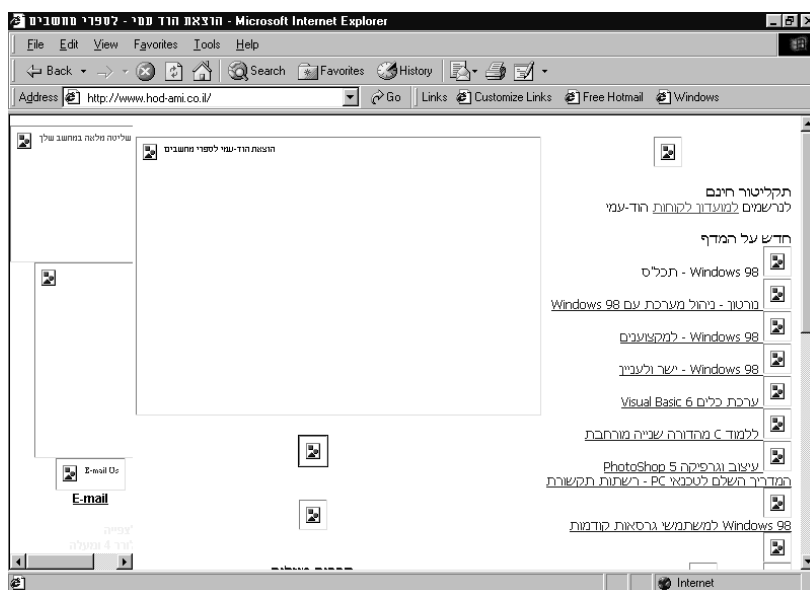 הוצאת הוד עמי - לספרי מחשבים - Microsoft Internet Explorer
File Edit View Favorites Tools Help
Back Search Favorites History
Address http://www.hod-ami.co.il/ Go Links Customize Links Free Hotmail Windows
שליטה מלאה במחשב שלך
הוצאת הוד-עמי לספרי מחשבים
תקליטור חינם
לנרשמים למועדון לקוחות הוד-עמי
חדש על המדף
Windows 98 - תכל'ס
נורטון - ניהול מערכת עם Windows 98
Windows 98 - למקצוענים
Windows 98 - ישר ולעניין
ערכת כלים Visual Basic 6
ללמוד C מהדורה שנייה מורחבת
עיצוב וגרפיקה PhotoShop 5
המדריך השלם לטכנאי PC - רשתות תקשורת
Windows 98 למשתמשי גרסאות קודמות
E-mail Us
E-mail
לצפייה
Internet